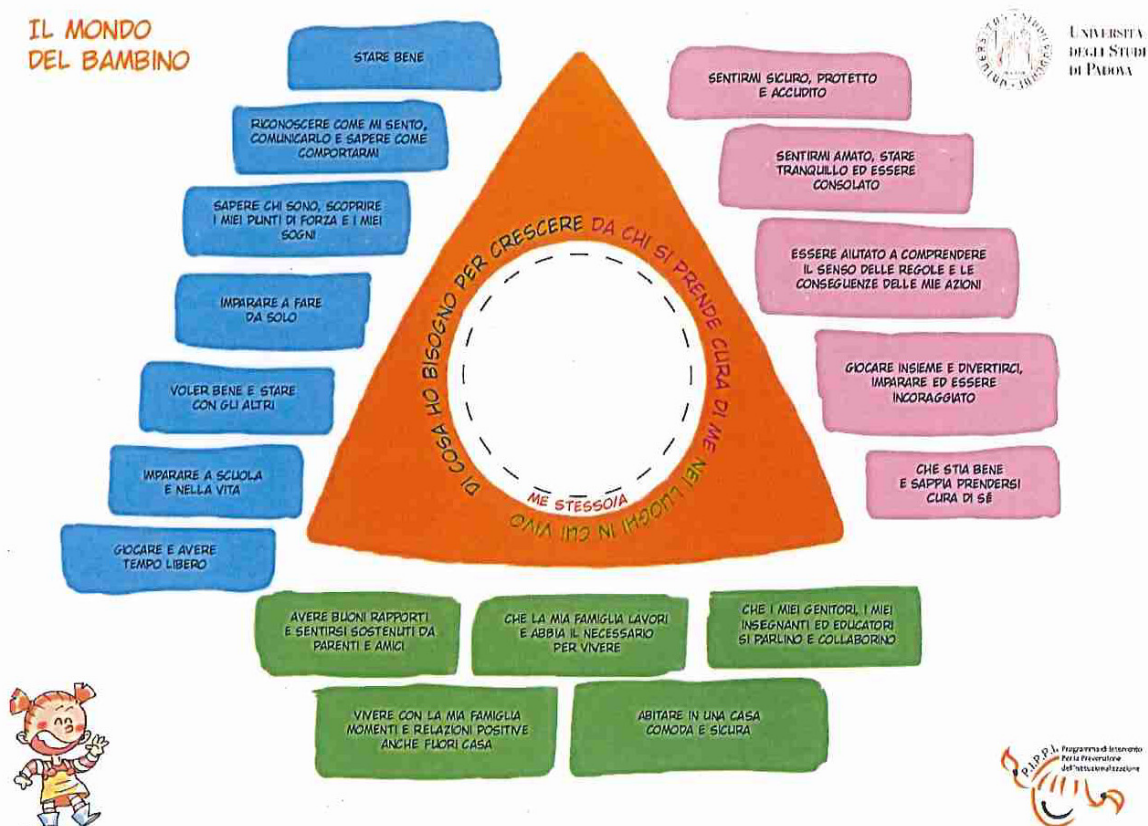 IL MONDO
DEL BAMBINO
UNIVERSITÀ
DEGLI STUDI
DI PADOVA
STARE BENE
RICONOSCERE COME MI SENTO,
COMUNICARLO E SAPERE COME
COMPORTARMI
SAPERE CHI SONO, SCOPRIRE
I MIEI PUNTI DI FORZA E I MIEI
SOGNI
IMPARARE A FARE
DA SOLO
VOLER BENE E STARE
CON GLI ALTRI
IMPARARE A SCUOLA
E NELLA VITA
GIOCARE E AVERE
TEMPO LIBERO
DI COSA HO BISOGNO PER CRESCERE
DA CHI SI PRENDE CURA DI ME
NEI LUOGHI IN CUI VIVO
ME STESSO/A
SENTIRMI SICURO, PROTETTO
E ACCUDITO
SENTIRMI AMATO, STARE
TRANQUILLO ED ESSERE
CONSOLATO
ESSERE AIUTATO A COMPRENDERE
IL SENSO DELLE REGOLE E LE
CONSEGUENZE DELLE MIE AZIONI
GIOCARE INSIEME E DIVERTIRCI,
IMPARARE ED ESSERE
INCORAGGIATO
CHE STIA BENE
E SAPPIA PRENDERSI
CURA DI SÉ
AVERE BUONI RAPPORTI
E SENTIRSI SOSTENUTI DA
PARENTI E AMICI
CHE LA MIA FAMIGLIA LAVORI
E ABBIA IL NECESSARIO
PER VIVERE
CHE I MIEI GENITORI, I MIEI
INSEGNANTI ED EDUCATORI
SI PARLINO E COLLABORINO
VIVERE CON LA MIA FAMIGLIA
MOMENTI E RELAZIONI POSITIVE
ANCHE FUORI CASA
ABITARE IN UNA CASA
COMODA E SICURA
P.I.P.P.I.
Programma di Intervento
Per la Prevenzione
dell'Istituzionalizzazione